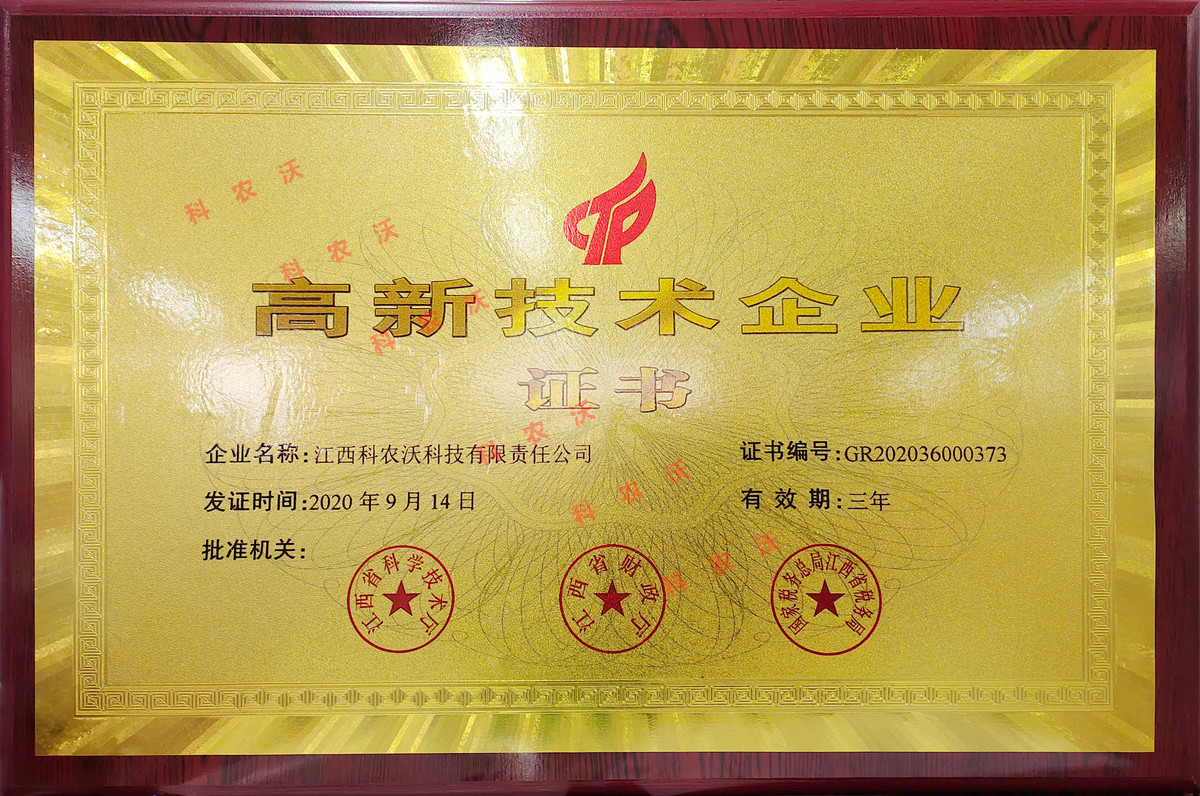 高新技术企业
证书
企业名称:江西科农沃科技有限责任公司
证书编号:GR202036000373
发证时间:2020年9月14日
有效期:三年
批准机关:
江西省科学技术厅
江西省财政厅
国家税务总局江西省税务局
科农沃
科农沃
科农沃
科农沃
科农沃
科农沃